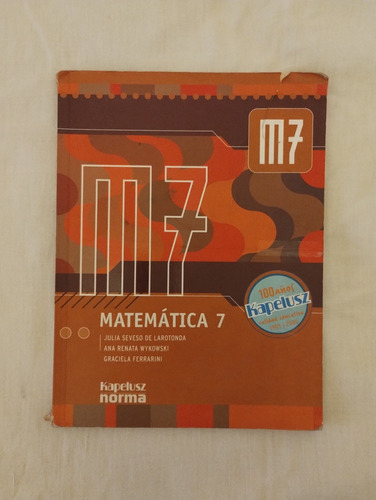 M7
M7
MATEMÁTICA 7
JULIA SEVESO DE LAROTONDA
ANA RENATA WYKOWSKI
GRACIELA FERRARINI
100 años
Kapelusz
Kapelusz
norma